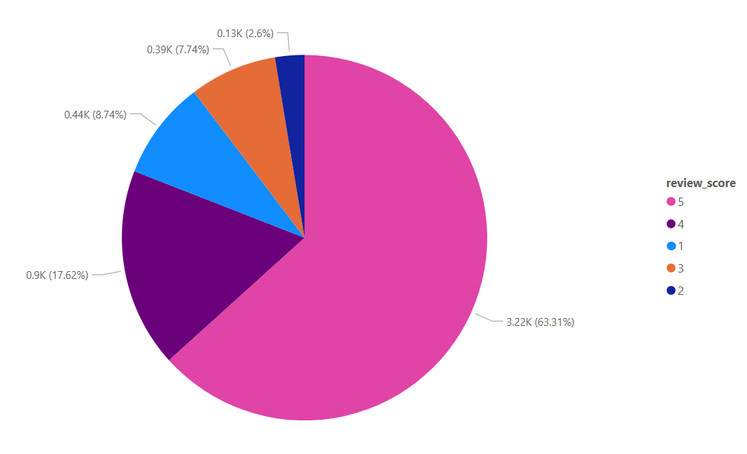 0.13K (2.6%)
0.39K (7.74%)
0.44K (8.74%)
0.9K (17.62%)
3.22K (63.31%)
review_score
5
4
1
3
2